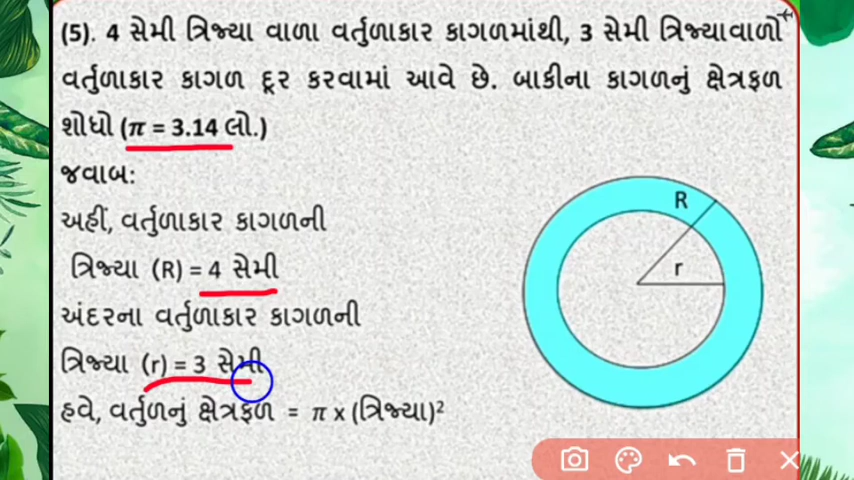 (5). 4 સેમી ત્રિજ્યા વાળા વર્તુળાકાર કાગળમાંથી, 3 સેમી ત્રિજ્યાવાળો
વર્તુળાકાર કાગળ દૂર કરવામાં આવે છે. બાકીના કાગળનું ક્ષેત્રફળ
શોધો (π = 3.14 લો.)
જવાબ:
અહીં, વર્તુળાકાર કાગળની
ત્રિજ્યા (R) = 4 સેમી
અંદરના વર્તુળાકાર કાગળની
ત્રિજ્યા (r) = 3 સેમી
હવે, વર્તુળનું ક્ષેત્રફળ = π x (ત્રિજ્યા)²
R
r